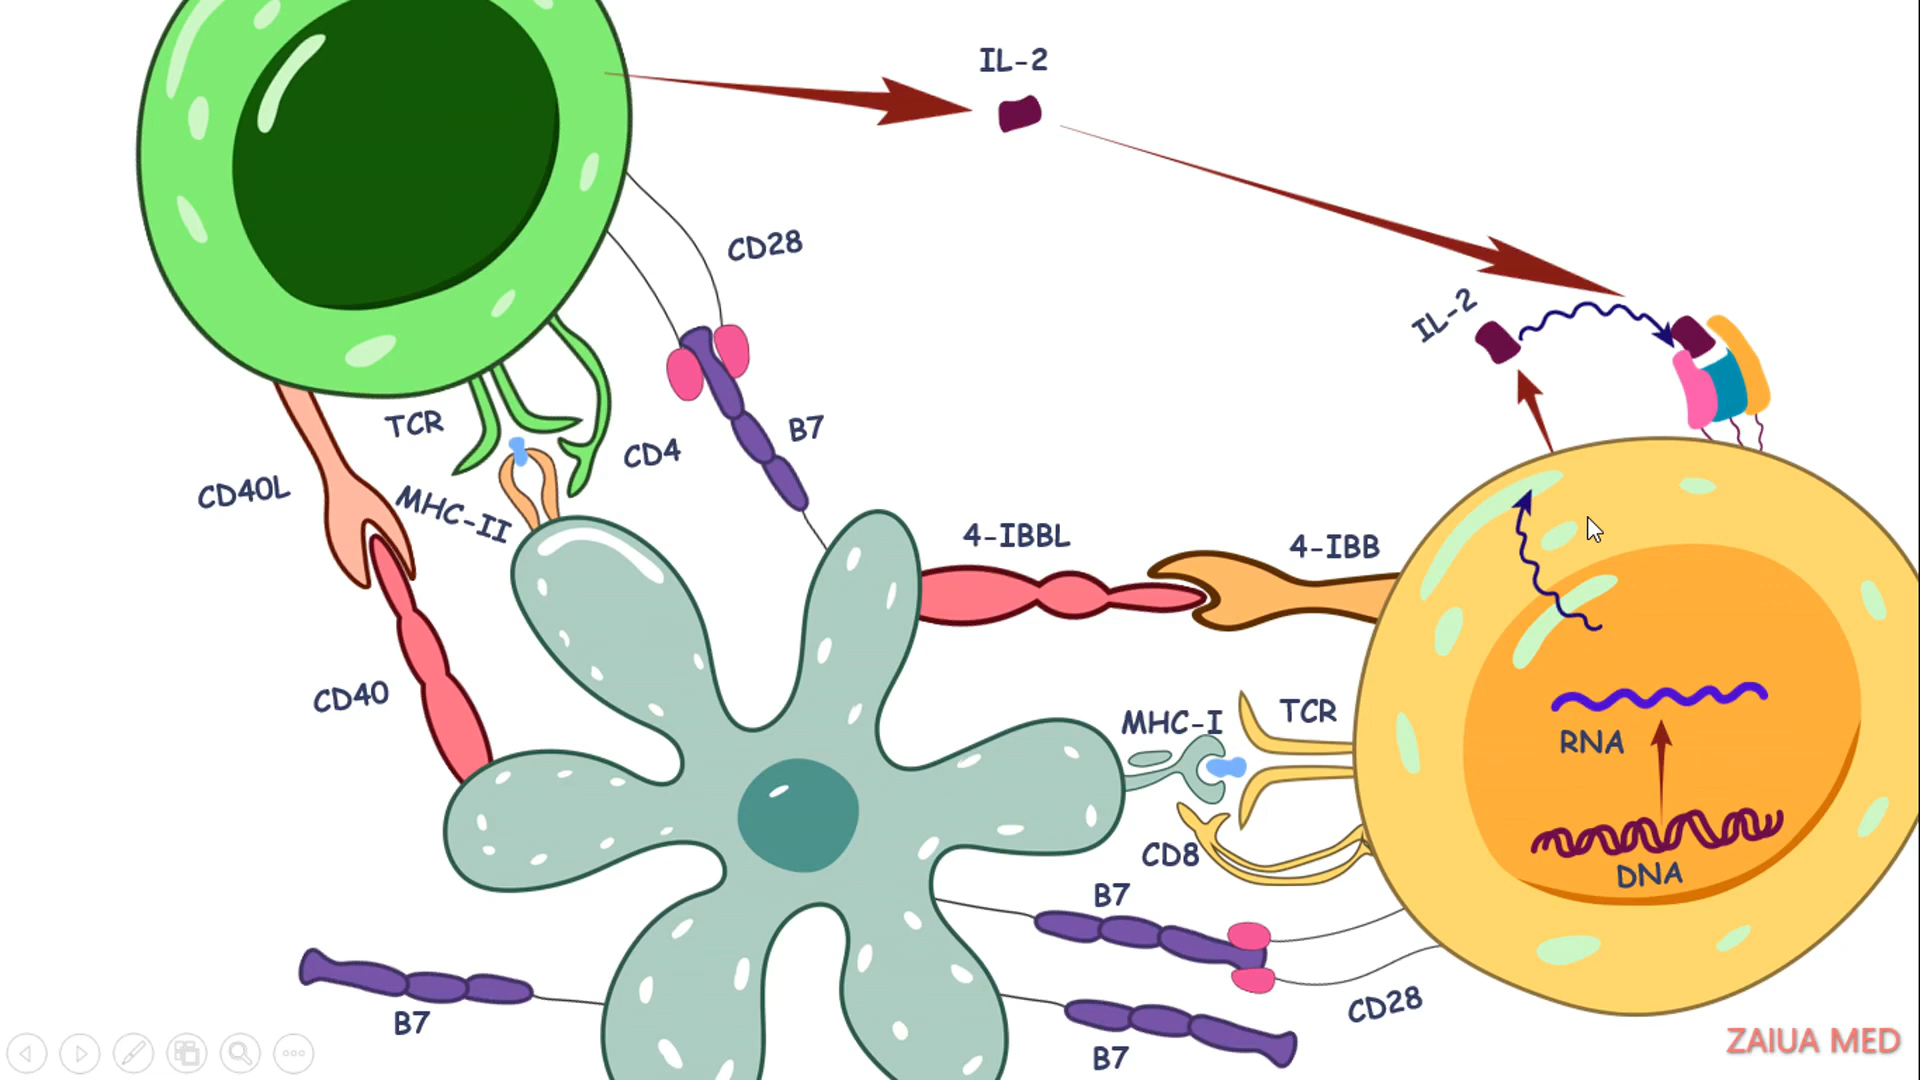 IL-2
CD28
IL-2
TCR
CD4
B7
CD40L
MHC-II
4-IBBL
4-IBB
CD40
MHC-I
TCR
RNA
CD8
DNA
B7
CD28
B7
B7
ZAIUA MED